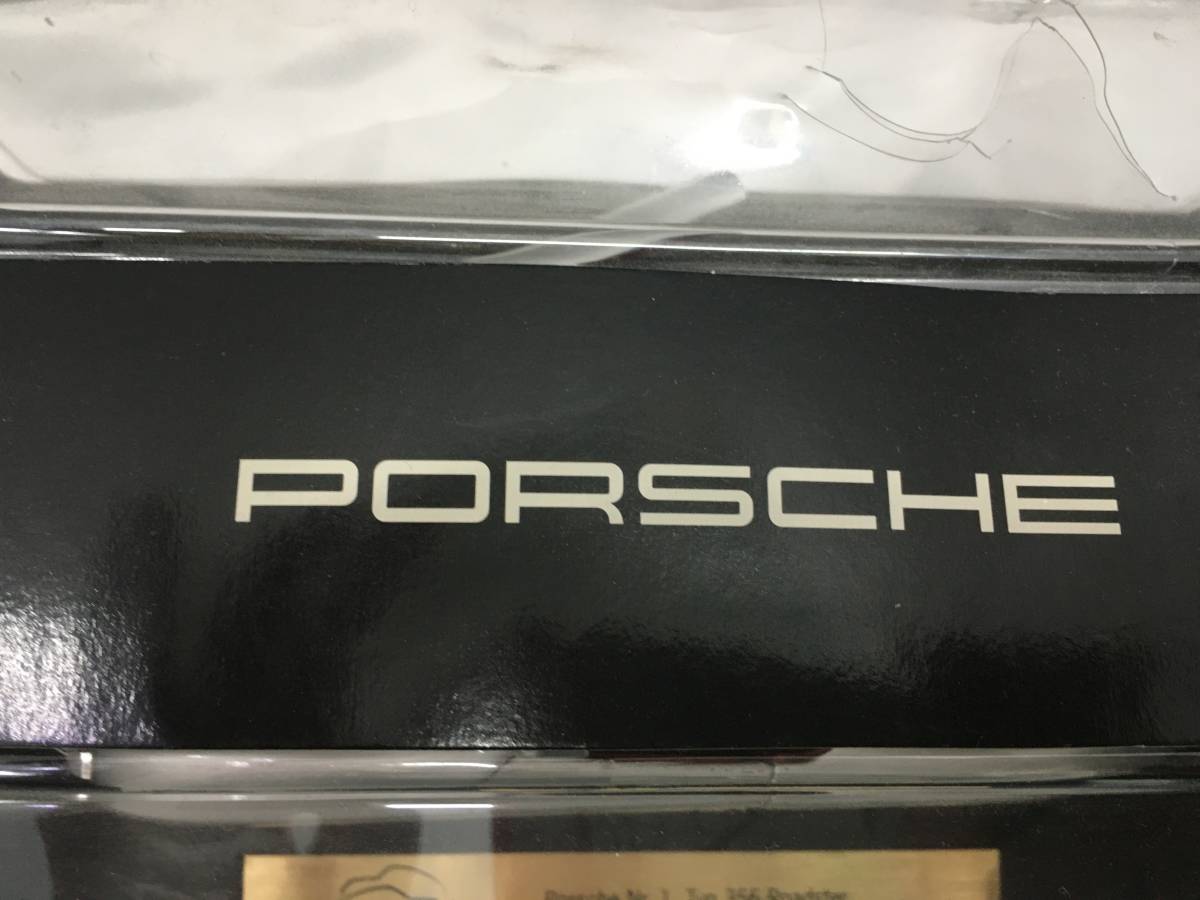 PORSCHE
Porsche Nr. 1 Typ 356 Roadster